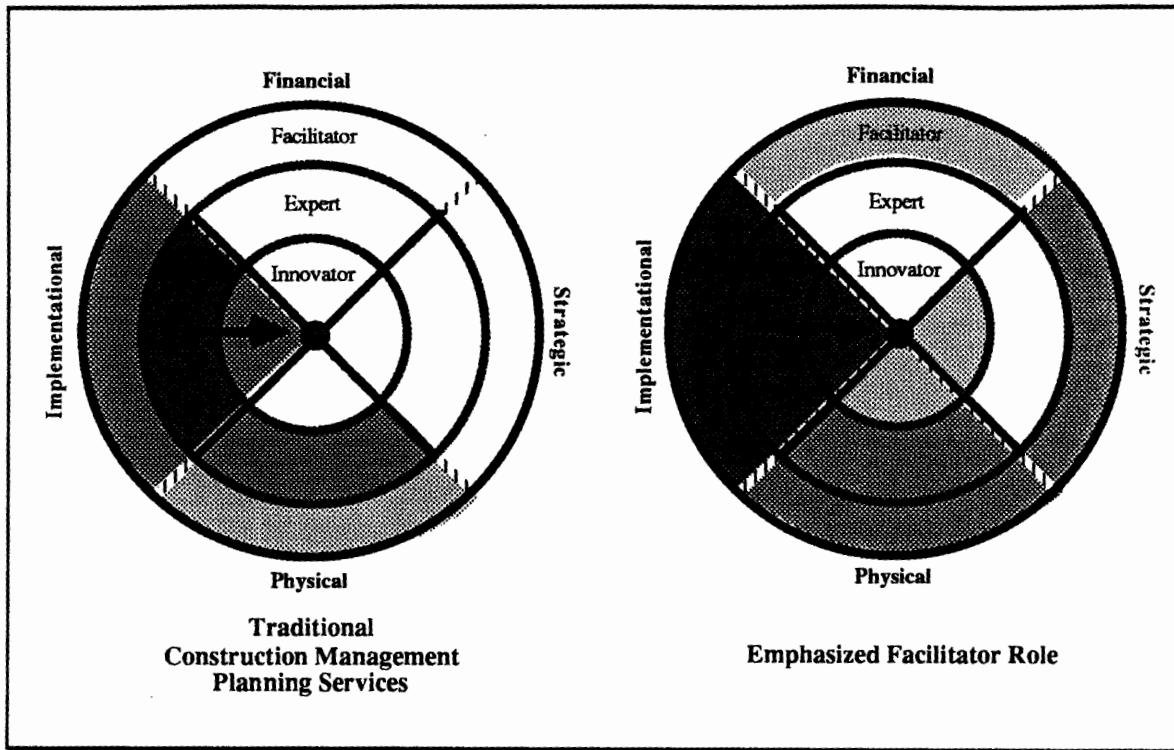 Financial
Facilitator
Expert
Innovator
Implementational
Strategic
Physical
Traditional
Construction Management
Planning Services
Financial
Facilitator
Expert
Innovator
Implementational
Strategic
Physical
Emphasized Facilitator Role